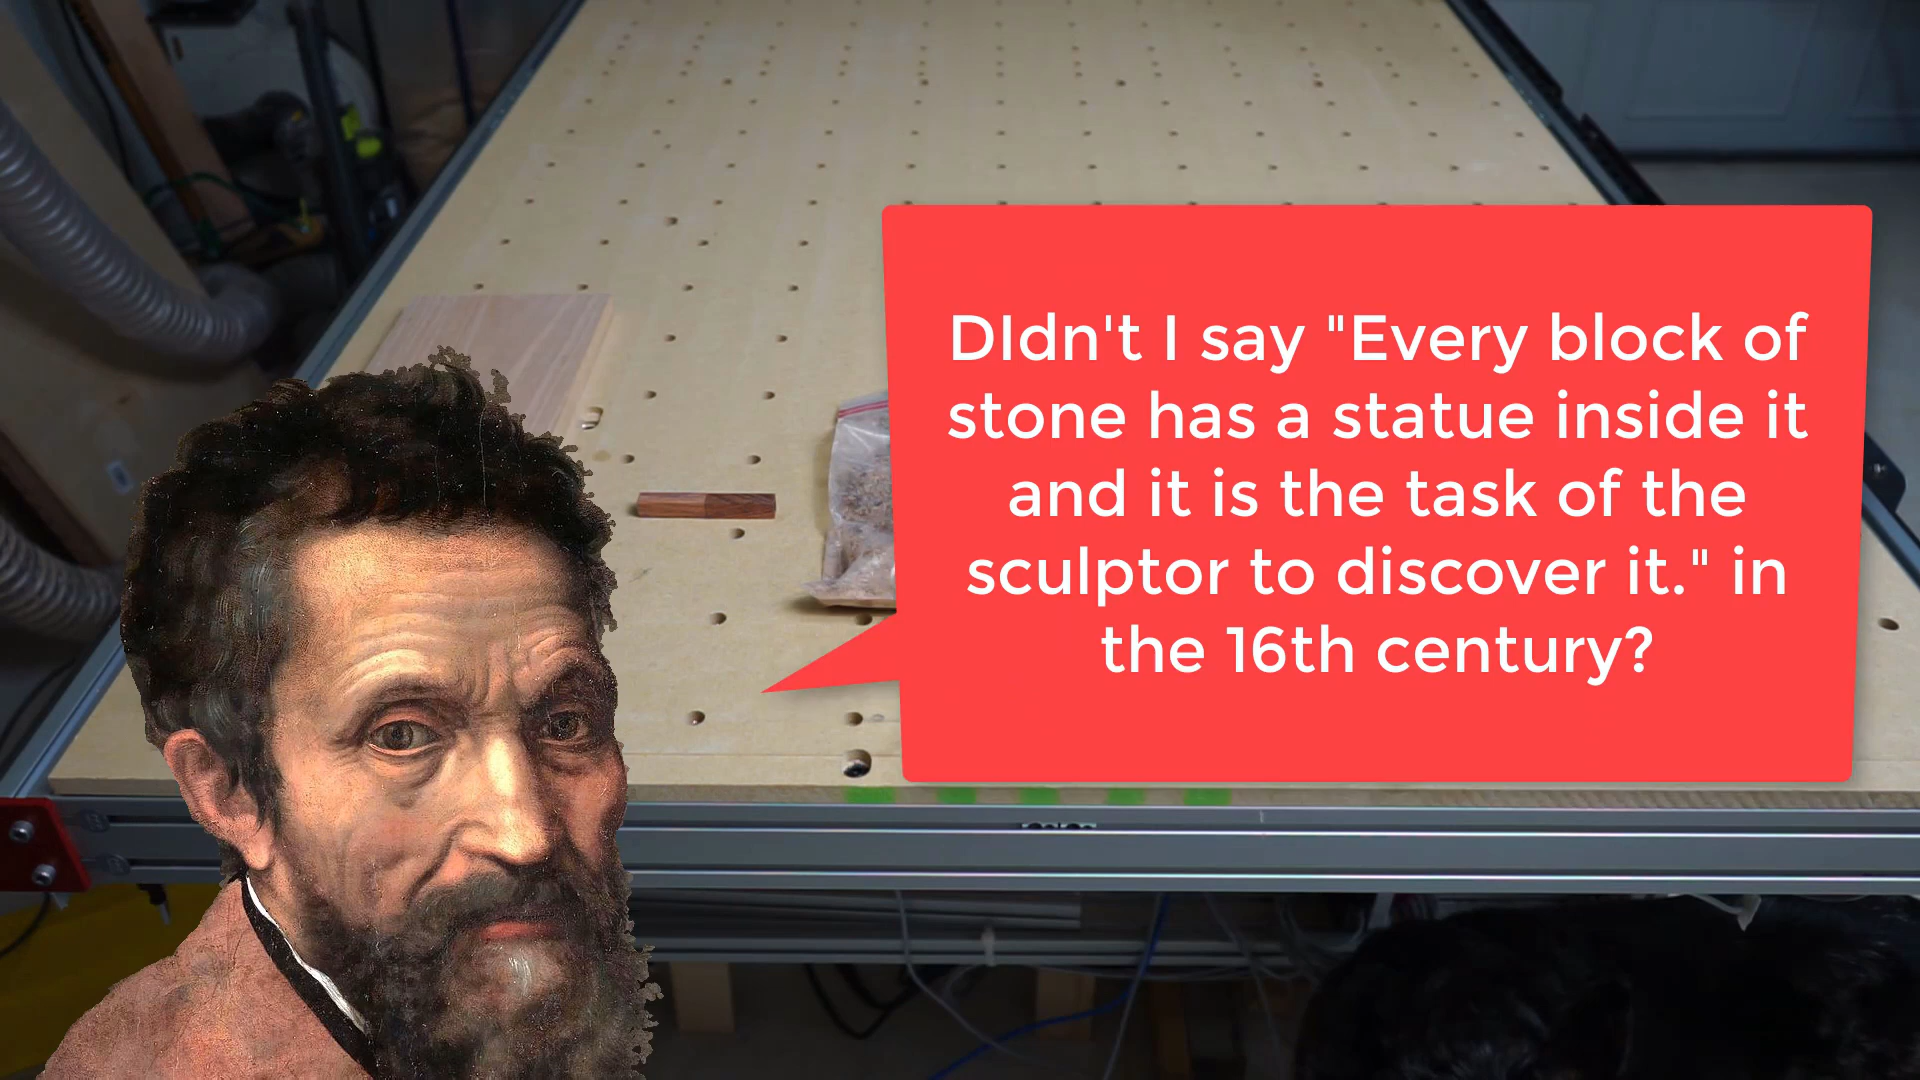 DIdn't I say "Every block of
stone has a statue inside it
and it is the task of the
sculptor to discover it." in
the 16th century?